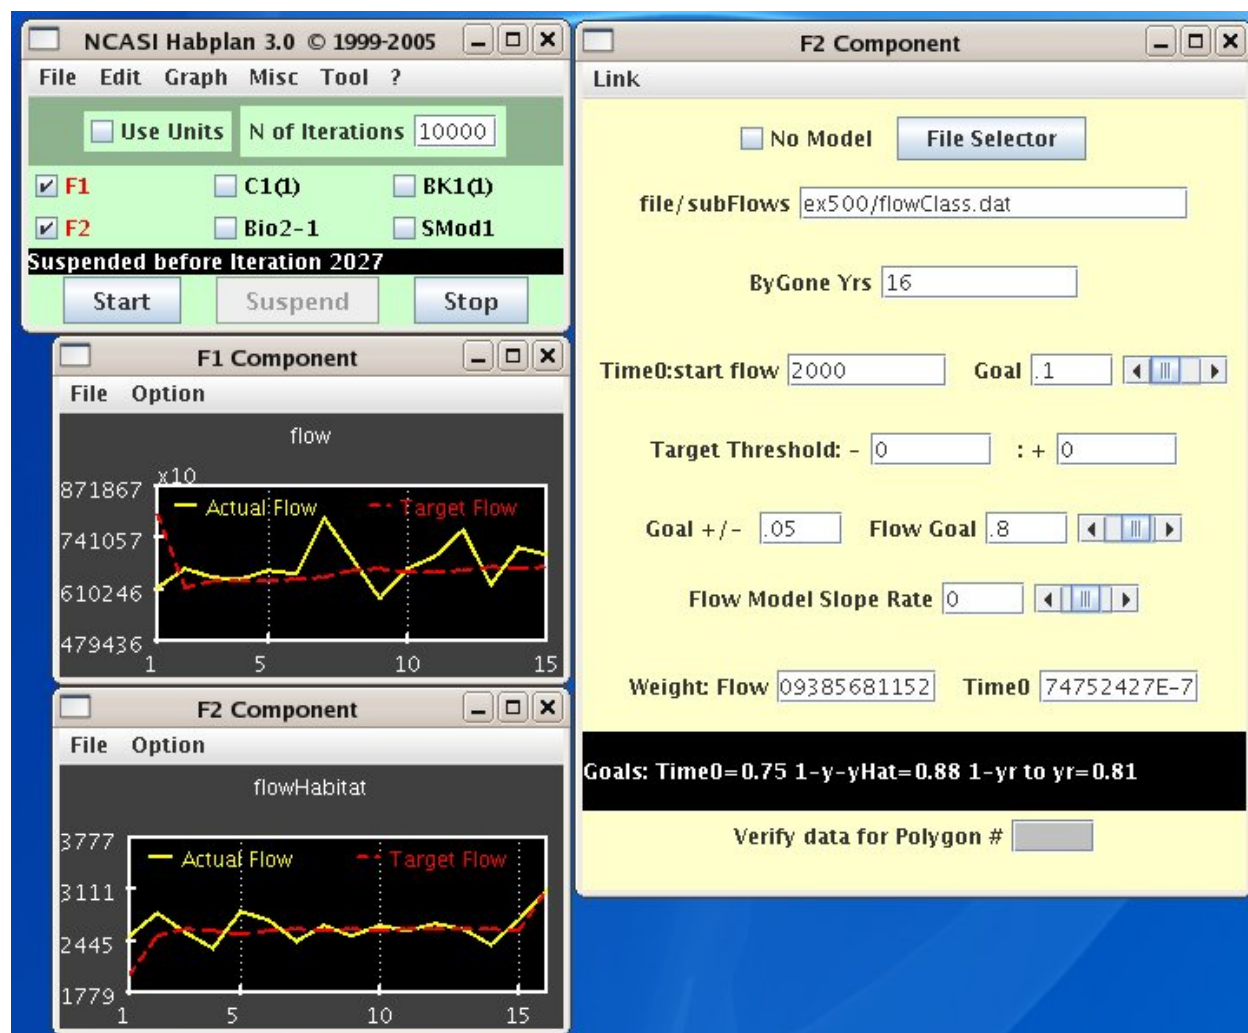 NCASI Habplan 3.0 © 1999-2005
File Edit Graph Misc Tool ?
Use Units N of Iterations 10000
F1 C1(1) BK1(1)
F2 Bio2-1 SMod1
Suspended before Iteration 2027
Start Suspend Stop
F1 Component
File Option
flow
x10
871867
Actual Flow Target Flow
741057
610246
479436
1 5 10 15
F2 Component
File Option
flowHabitat
3777
Actual Flow Target Flow
3111
2445
1779
1 5 10 15
F2 Component
Link
No Model File Selector
file/subFlows ex500/flowClass.dat
ByGone Yrs 16
Time0:start flow 2000 Goal .1
Target Threshold: - 0 : + 0
Goal +/- .05 Flow Goal .8
Flow Model Slope Rate 0
Weight: Flow 09385681152 Time0 74752427E-7
Goals: Time0=0.75 1-y-yHat=0.88 1-yr to yr=0.81
Verify data for Polygon #